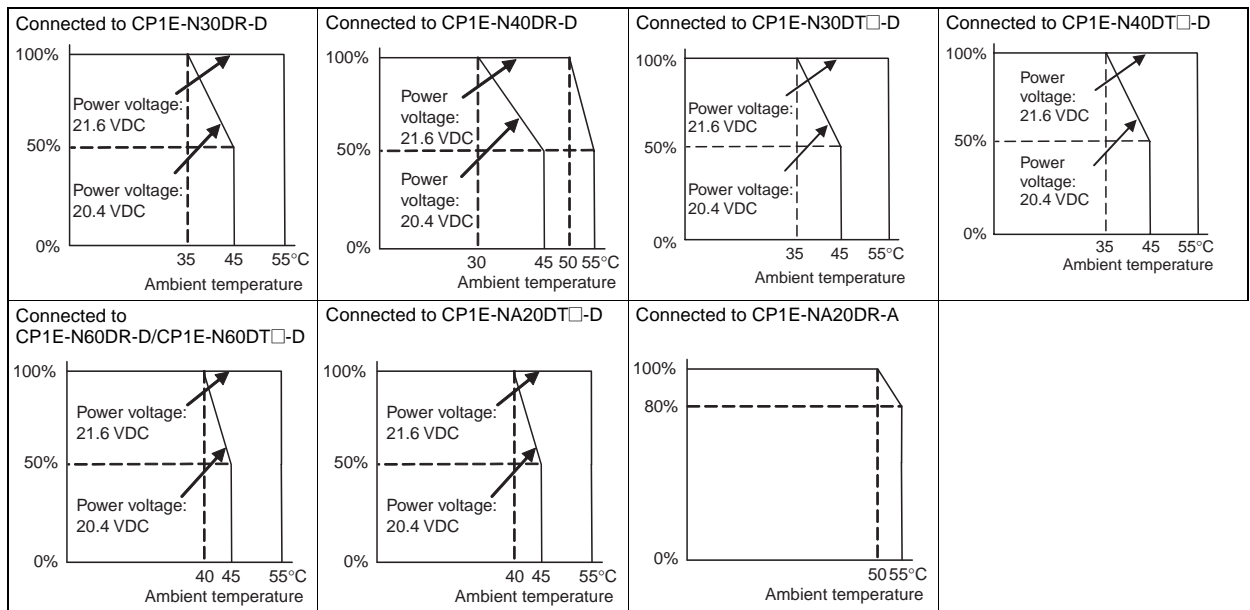 Connected to CP1E-N30DR-D
100%
Power voltage:
21.6 VDC
50%
Power voltage:
20.4 VDC
0%
35 45 55°C
Ambient temperature
Connected to CP1E-N40DR-D
100%
Power
voltage:
21.6 VDC
50%
Power
voltage:
20.4 VDC
0%
30 45 50 55°C
Ambient temperature
Connected to CP1E-N30DT□-D
100%
Power voltage:
21.6 VDC
50%
Power voltage:
20.4 VDC
0%
35 45 55°C
Ambient temperature
Connected to CP1E-N40DT□-D
100%
Power
voltage:
21.6 VDC
50%
Power
voltage:
20.4 VDC
0%
35 45 55°C
Ambient temperature
Connected to
CP1E-N60DR-D/CP1E-N60DT□-D
100%
Power voltage:
21.6 VDC
50%
Power voltage:
20.4 VDC
0%
40 45 55°C
Ambient temperature
Connected to CP1E-NA20DT□-D
100%
Power voltage:
21.6 VDC
50%
Power voltage:
20.4 VDC
0%
40 45 55°C
Ambient temperature
Connected to CP1E-NA20DR-A
100%
80%
0%
50 55°C
Ambient temperature